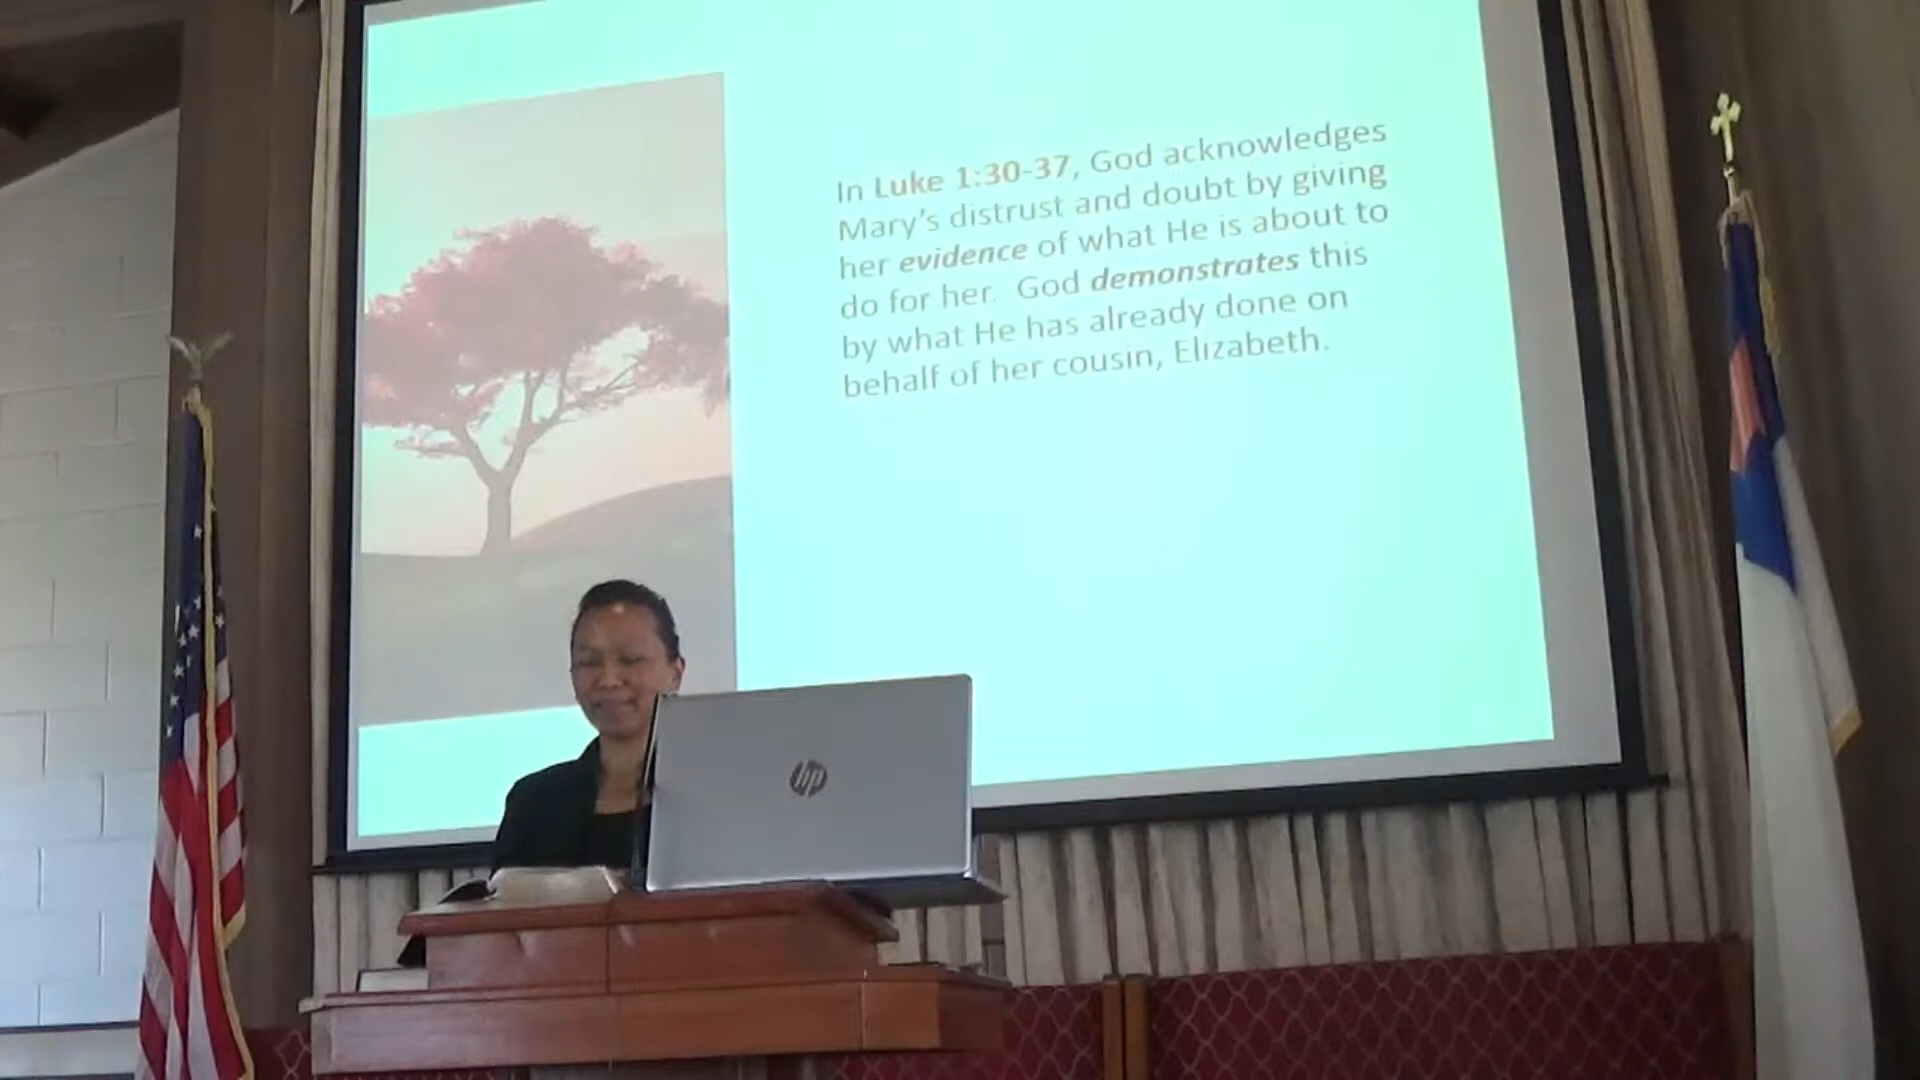 In Luke 1:30-37, God acknowledges
Mary's distrust and doubt by giving
her evidence of what He is about to
do for her. God demonstrates this
by what He has already done on
behalf of her cousin, Elizabeth.
hp